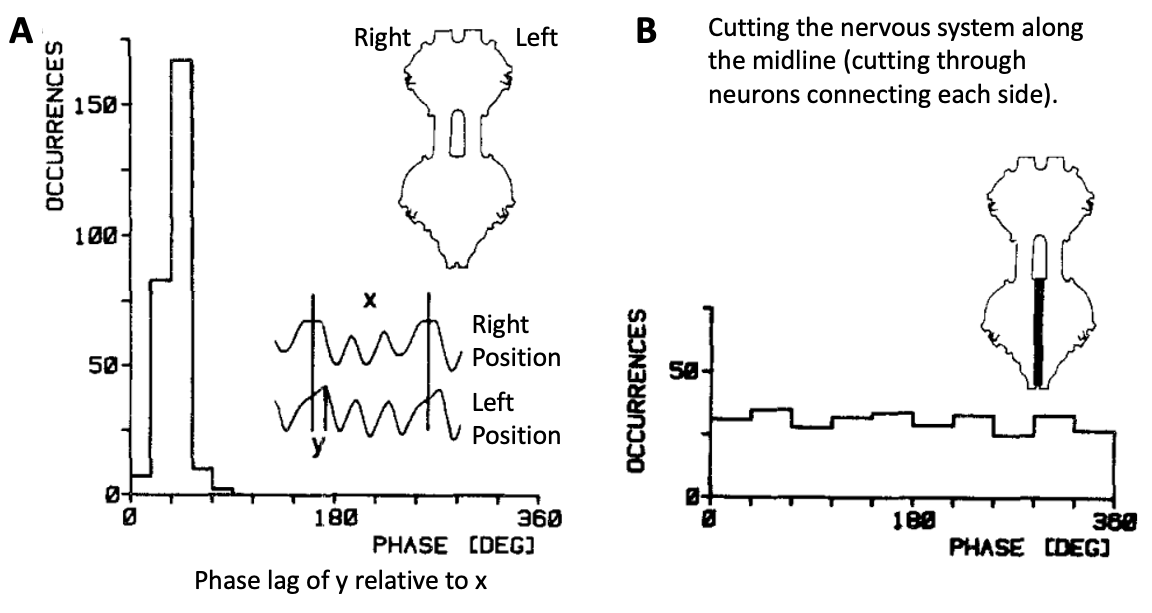 A
Right Left
OCCURRENCES
150
100
50
0
x
Right
Position
Left
Position
y
0 180 360
PHASE [DEG]
Phase lag of y relative to x
B
Cutting the nervous system along
the midline (cutting through
neurons connecting each side).
OCCURRENCES
50
0
0 180 360
PHASE [DEG]